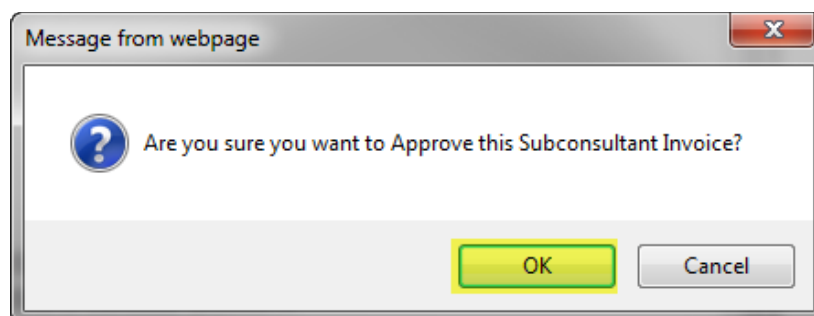 Message from webpage
Are you sure you want to Approve this Subconsultant Invoice?
OK
Cancel